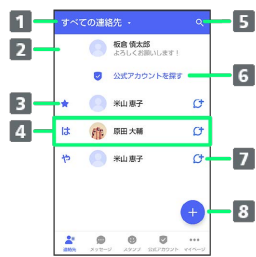 1
すべての連絡先
5
2
板倉 慎太郎
よろしくお願いします!
公式アカウントを探す
6
3
★ 米山 恵子
4
は 原田 大輔
や 米山 恵子
7
+
8
連絡先 メッセージ スタンプ 公式アカウント マイページ